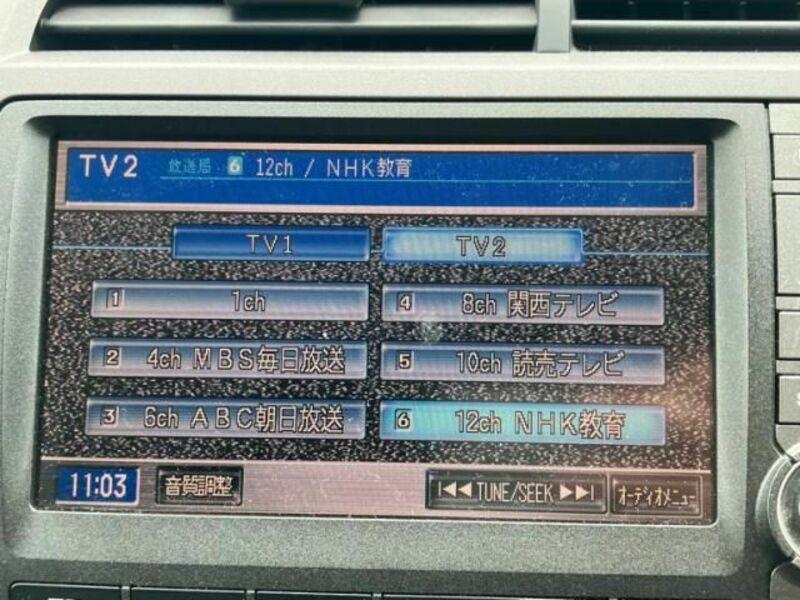 TV2 放送局 6 12ch / NHK教育
TV1 TV2
1 1ch
4 8ch 関西テレビ
2 4ch MBS毎日放送
5 10ch 読売テレビ
3 6ch ABC朝日放送
6 12ch NHK教育
11:03 音質調整 TUNE/SEEK オーディオメニュー